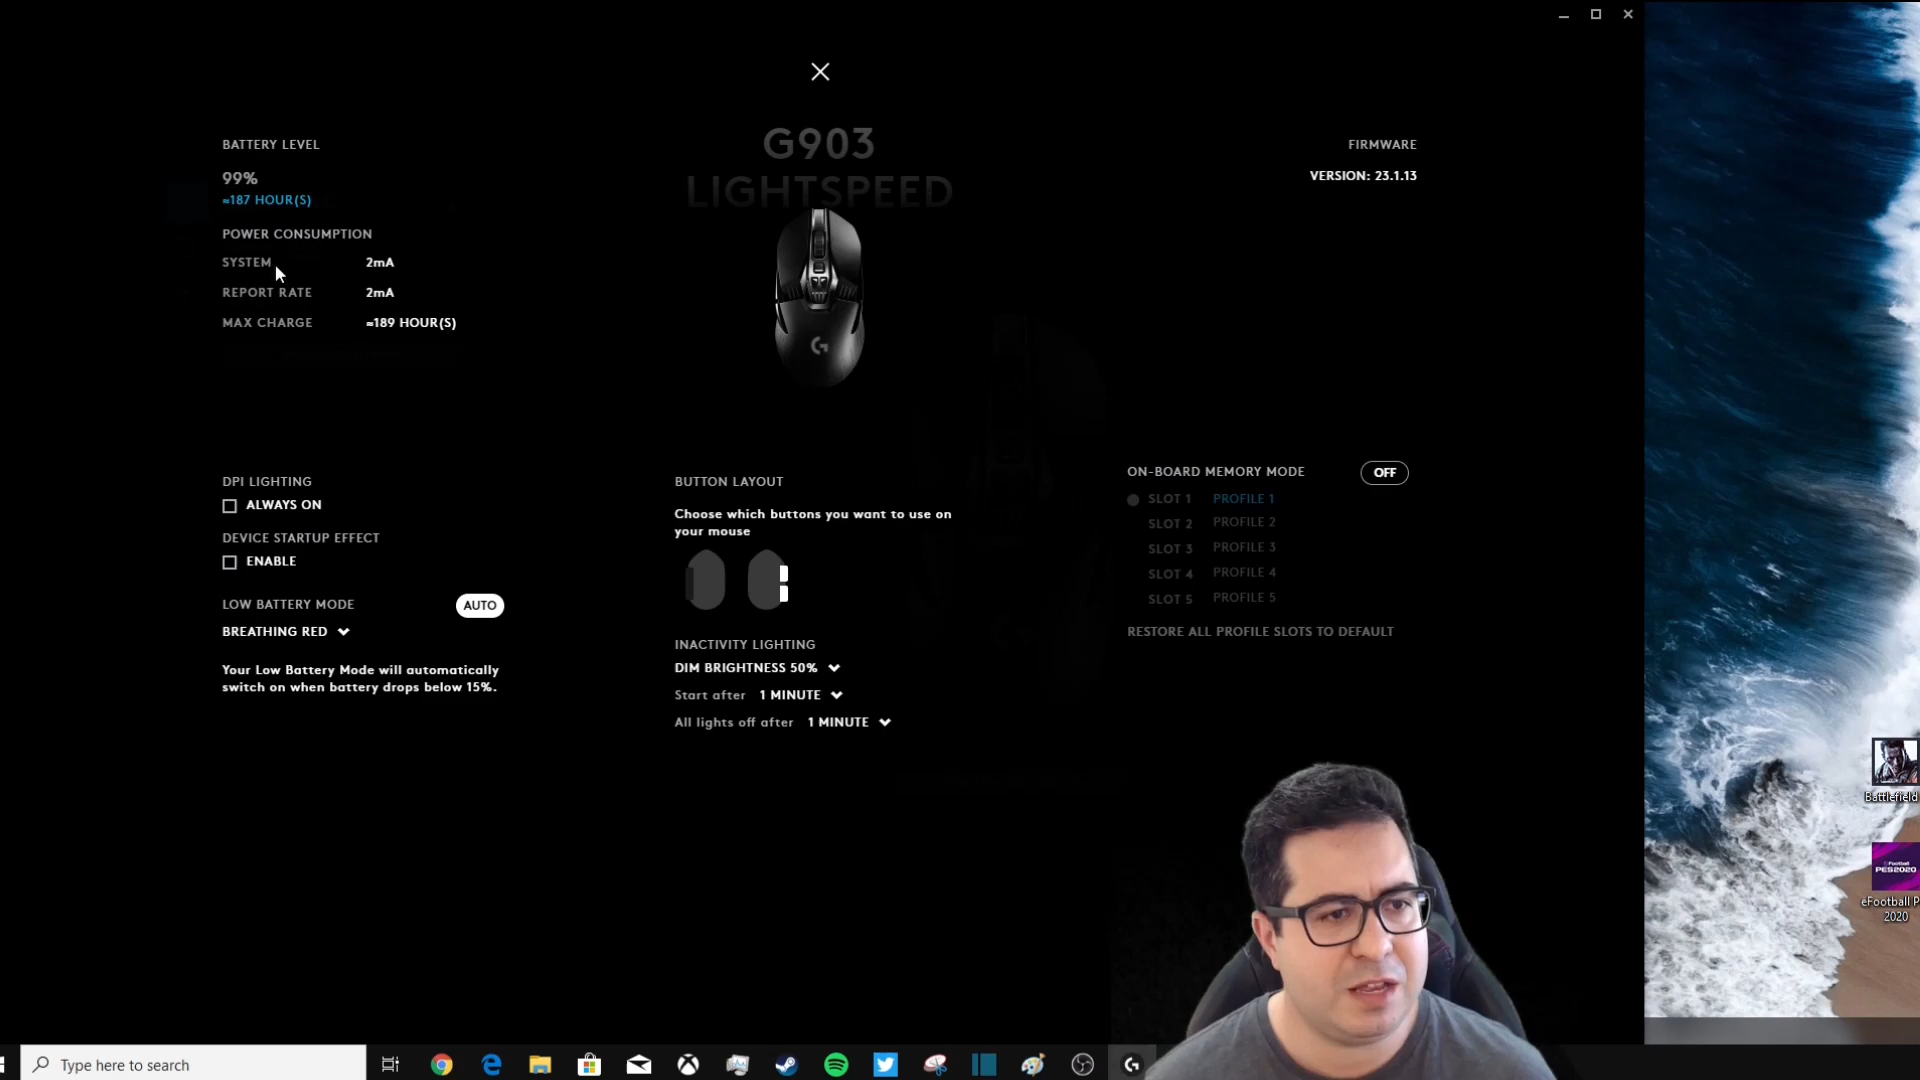 G903
LIGHTSPEED
BATTERY LEVEL
99%
≈187 HOUR(S)
POWER CONSUMPTION
SYSTEM 2mA
REPORT RATE 2mA
MAX CHARGE ≈189 HOUR(S)
FIRMWARE
VERSION: 23.1.13
DPI LIGHTING
ALWAYS ON
DEVICE STARTUP EFFECT
ENABLE
LOW BATTERY MODE AUTO
BREATHING RED
Your Low Battery Mode will automatically
switch on when battery drops below 15%.
BUTTON LAYOUT
Choose which buttons you want to use on
your mouse
INACTIVITY LIGHTING
DIM BRIGHTNESS 50%
Start after 1 MINUTE
All lights off after 1 MINUTE
ON-BOARD MEMORY MODE OFF
SLOT 1 PROFILE 1
SLOT 2 PROFILE 2
SLOT 3 PROFILE 3
SLOT 4 PROFILE 4
SLOT 5 PROFILE 5
RESTORE ALL PROFILE SLOTS TO DEFAULT
Battlefield
eFootball
PES2020
eFootball P
2020
Type here to search